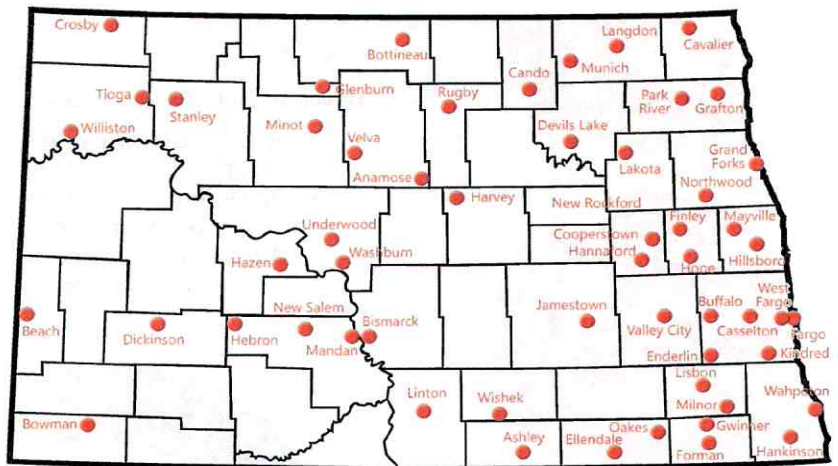 Crosby
Bottineau
Langdon
Cavalier
Munich
Tioga
Stanley
Glenburn
Rugby
Cando
Park
River
Grafton
Williston
Minot
Velva
Devils Lake
Anamose
Lakota
Grand
Forks
Northwood
Harvey
New Rockford
Underwood
Washburn
Hazen
Cooperstown
Hannaford
Finley
Mayville
Hope
Hillsboro
New Salem
Beach
Dickinson
Hebron
Mandan
Bismarck
Jamestown
Valley City
Buffalo
West
Fargo
Casselton
Fargo
Enderlin
Kindred
Lisbon
Linton
Wishek
Milnor
Wahpeton
Bowman
Ashley
Ellendale
Oakes
Gwinner
Forman
Hankinson